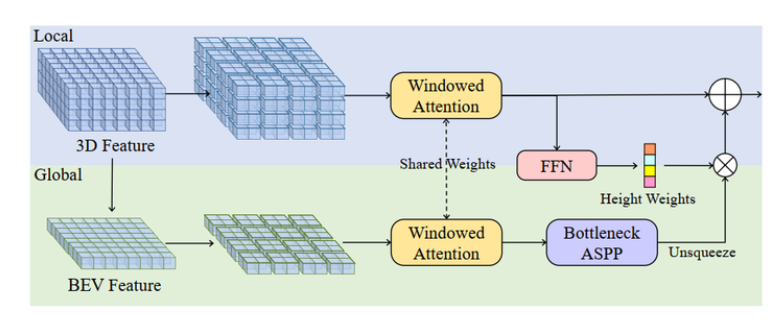 Local
3D Feature
Windowed
Attention
Shared Weights
FFN
Height Weights
Global
BEV Feature
Windowed
Attention
Bottleneck
ASPP
Unsqueeze